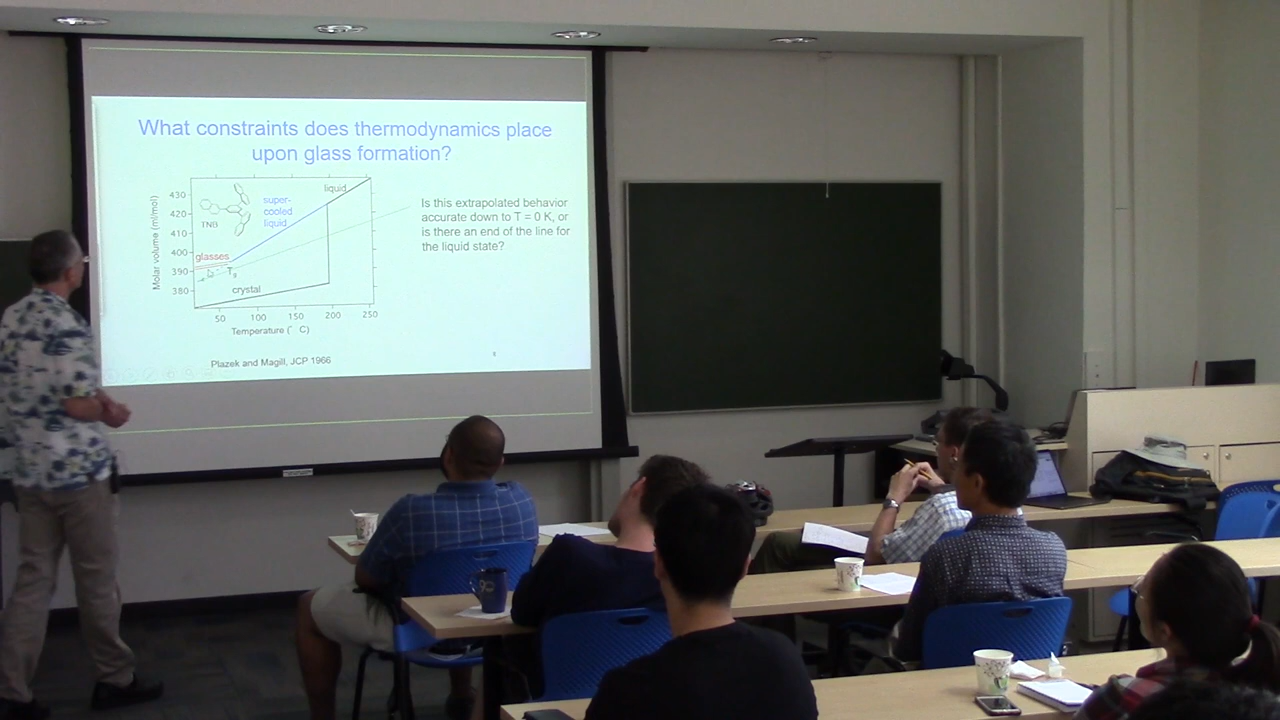 What constraints does thermodynamics place
upon glass formation?
Molar volume (ml/mol)
430
420
410
400
390
380
TNB
super-
cooled
liquid
liquid
glasses
Tg
crystal
50
100
150
200
250
Temperature (° C)
Is this extrapolated behavior
accurate down to T = 0 K, or
is there an end of the line for
the liquid state?
Plazek and Magill, JCP 1966